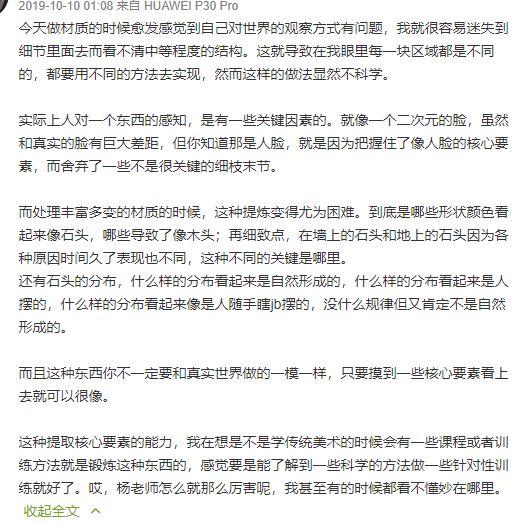 2019-10-10 01:08 来自 HUAWEI P30 Pro
今天做材质的时候愈发感觉到自己对世界的观察方式有问题，我就很容易迷失到
细节里面去而看不清中等程度的结构。这就导致在我眼里每一块区域都是不同
的，都要用不同的方法去实现，然而这样的做法显然不科学。
实际上人对一个东西的感知，是有一些关键因素的。就像一个二次元的脸，虽然
和真实的脸有巨大差距，但你知道那是人脸，就是因为把握住了像人脸的核心要
素，而舍弃了一些不是很关键的细枝末节。
而处理丰富多变的材质的时候，这种提炼变得尤为困难。到底是哪些形状颜色看
起来像石头，哪些导致了像木头；再细致点，在墙上的石头和地上的石头因为各
种原因时间久了表现也不同，这种不同的关键是哪里。
还有石头的分布，什么样的分布看起来是自然形成的，什么样的分布看起来是人
摆的，什么样的分布看起来像是人随手瞎jb摆的，没什么规律但又肯定不是自然
形成的。
而且这种东西你不一定要和真实世界做的一模一样，只要摸到一些核心要素看上
去就可以很像。
这种提取核心要素的能力，我在想是不是学传统美术的时候会有一些课程或者训
练方法就是锻炼这种东西的，感觉要是能了解到一些科学的方法做一些针对性训
练就好了。哎，杨老师怎么就那么厉害呢，我甚至有的时候都看不懂妙在哪里。
收起全文